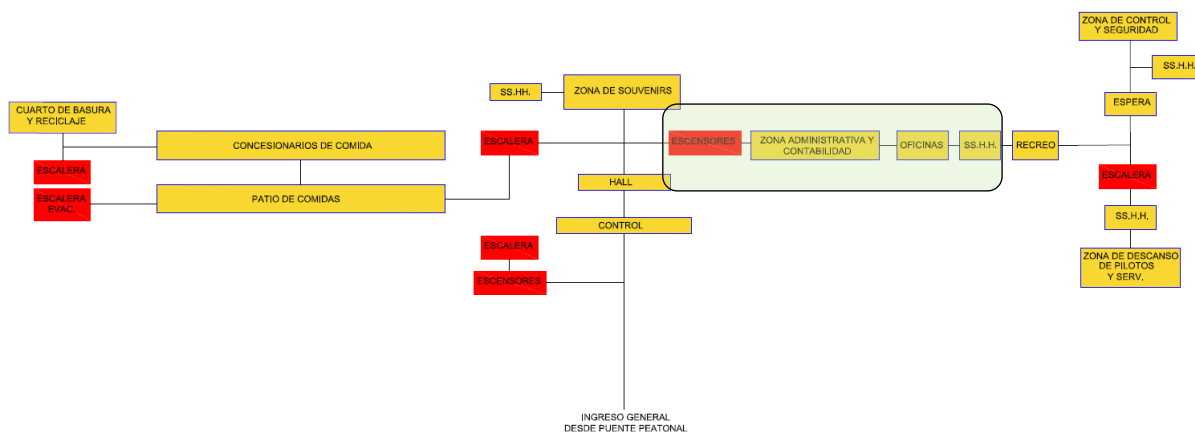 ZONA DE CONTROL
Y SEGURIDAD
SS.H.H.
ESPERA
SS.HH.
ZONA DE SOUVENIRS
CUARTO DE BASURA
Y RECICLAJE
CONCESIONARIOS DE COMIDA
ESCALERA
ESCENSORES
ZONA ADMINISTRATIVA Y
CONTABILIDAD
OFICINAS
SS.H.H.
RECREO
ESCALERA
ESCALERA
ESCALERA
EVAC.
PATIO DE COMIDAS
HALL
SS.H.H.
CONTROL
ESCALERA
ESCENSORES
ZONA DE DESCANSO
DE PILOTOS
Y SERV.
INGRESO GENERAL
DESDE PUENTE PEATONAL